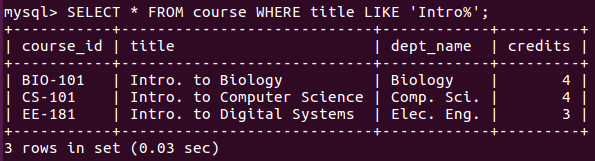 mysql> SELECT * FROM course WHERE title LIKE 'Intro%';
+-----------+----------------------------+------------+---------+
| course_id | title                      | dept_name  | credits |
+-----------+----------------------------+------------+---------+
| BIO-101   | Intro. to Biology          | Biology    |       4 |
| CS-101    | Intro. to Computer Science | Comp. Sci. |       4 |
| EE-181    | Intro. to Digital Systems  | Elec. Eng. |       3 |
+-----------+----------------------------+------------+---------+
3 rows in set (0.03 sec)